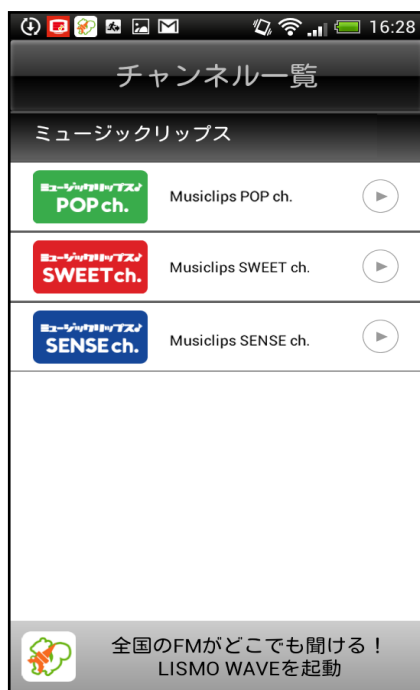 16:28
チャンネル一覧
ミュージックリップス
ミュージックリップス♪
POP ch.
Musiclips POP ch.
ミュージックリップス♪
SWEET ch.
Musiclips SWEET ch.
ミュージックリップス♪
SENSE ch.
Musiclips SENSE ch.
全国のFMがどこでも聞ける！
LISMO WAVEを起動